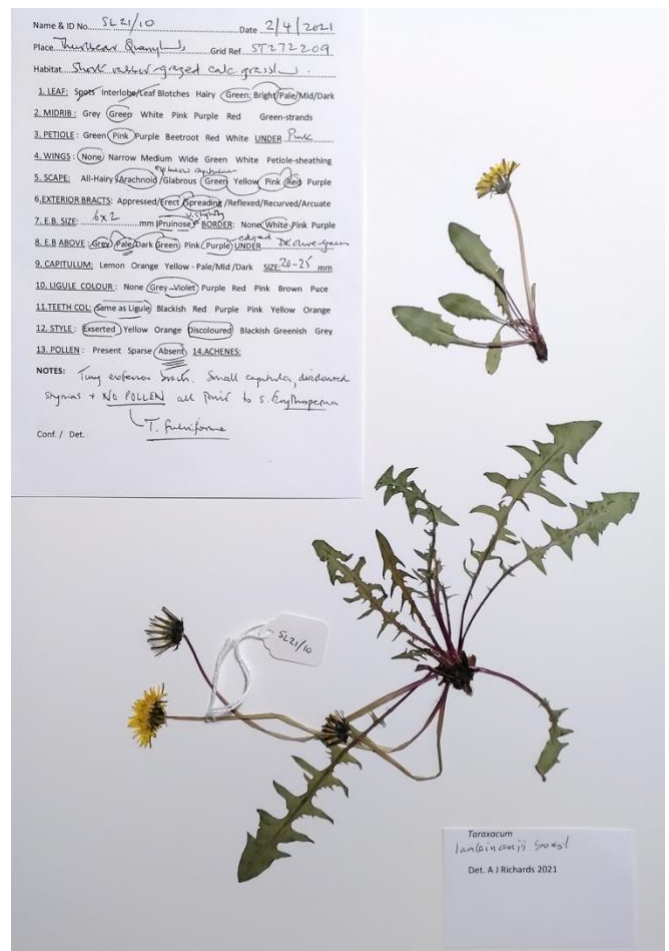 Name & ID No. SL21/10 Date 2/4/2021
Place Quarry Grid Ref ST272209
Habitat Short rabbit-grazed calc grassland.
1. LEAF: Spots Interlobe/Leaf Blotches Hairy Green: Bright/Pale/Mid/Dark
2. MIDRIB: Grey Green White Pink Purple Red Green-strands
3. PETIOLE: Green Pink Purple Beetroot Red White UNDER Pink
4. WINGS: None Narrow Medium Wide Green White Petiole-sheathing
below capitulum
5. SCAPE: All-Hairy Arachnoid/Glabrous Green Yellow Pink Red Purple
6. EXTERIOR BRACTS: Appressed/Erect Spreading/Reflexed/Recurved/Arcuate
v. slightly
7. E.B. SIZE: 6x2 mm Pruinose BORDER: None White Pink Purple
8. E.B ABOVE: Grey Pale/Dark Green Pink Purple -edged UNDER Dk olive-green
9. CAPITULUM: Lemon Orange Yellow - Pale/Mid/Dark SIZE 20-25 mm
10. LIGULE COLOUR: None Grey-Violet Purple Red Pink Brown Puce
11. TEETH COL: Same as Ligule Blackish Red Purple Pink Yellow Orange
12. STYLE: Exserted Yellow Orange Discoloured Blackish Greenish Grey
13. POLLEN: Present Sparse Absent 14. ACHENES:
NOTES: Tiny exterior bracts. Small capitula, discoloured
stigmas + NO POLLEN all point to s. Erythrosperma
T. fulviforme
Conf. / Det.
SL21/10
Taraxacum
Det. A J Richards 2021